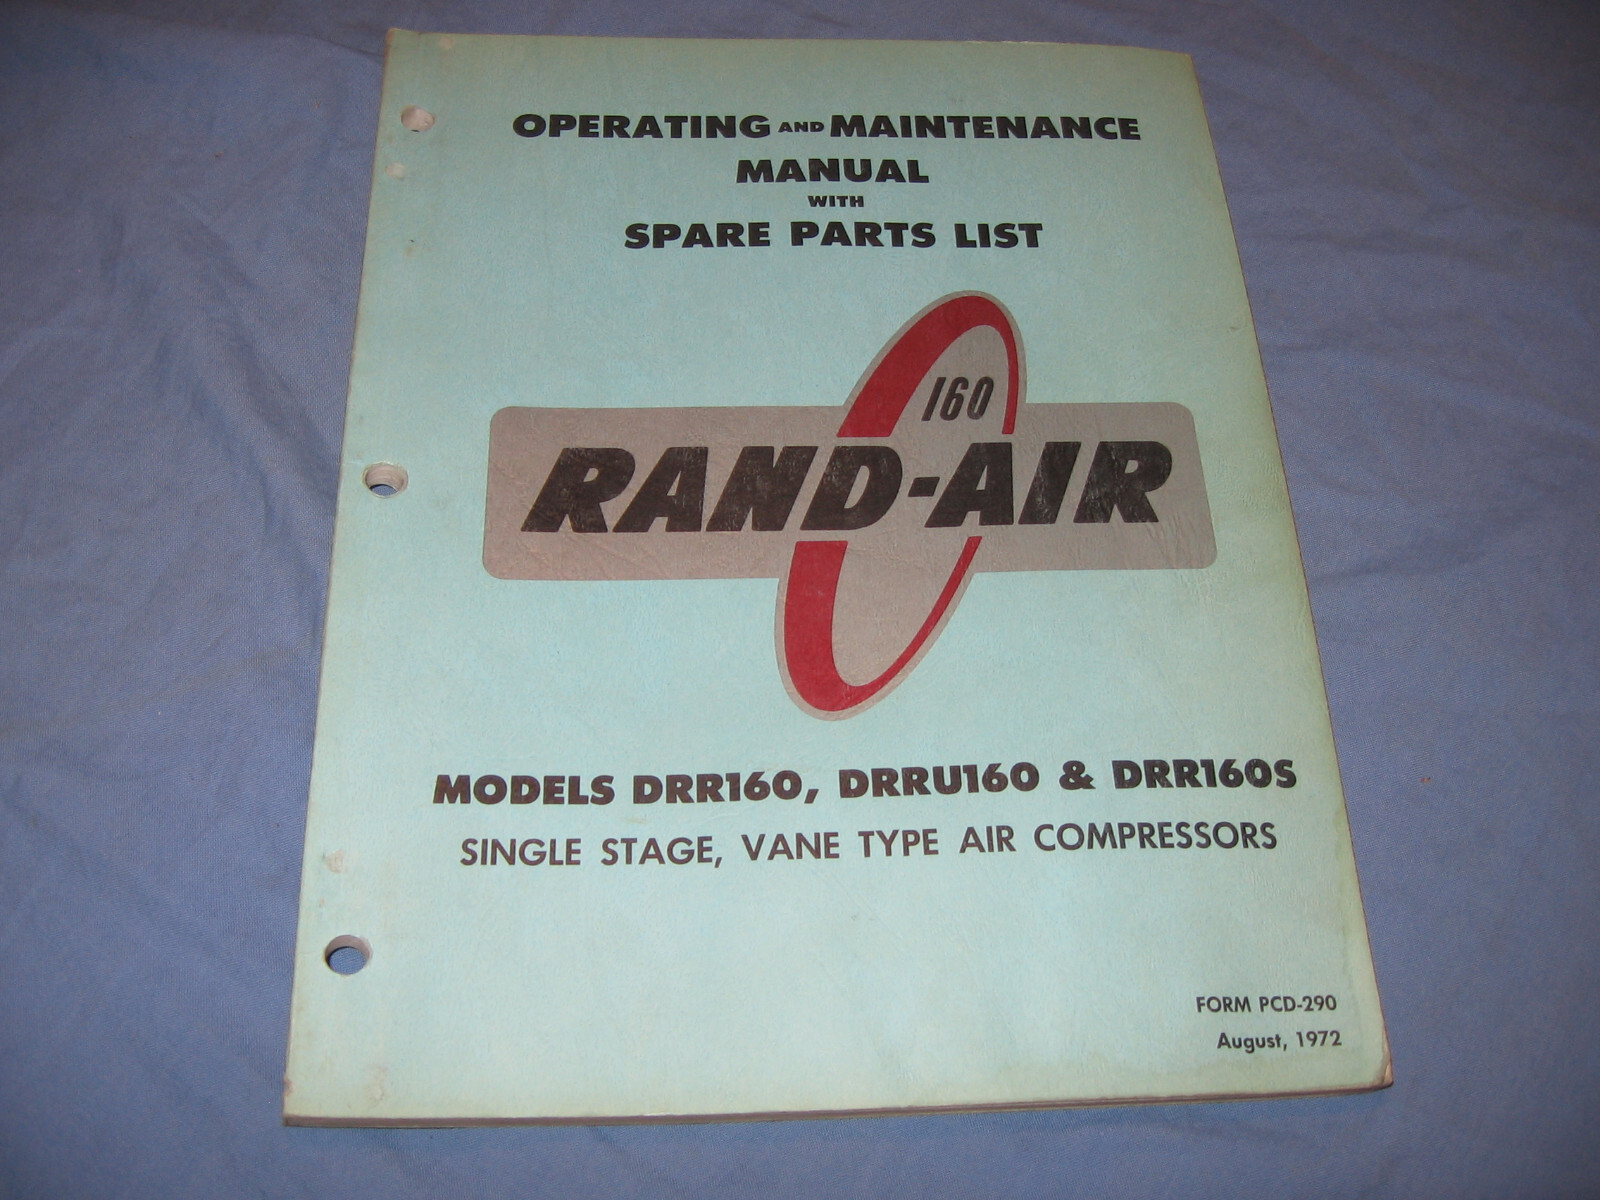 OPERATING AND MAINTENANCE
MANUAL
WITH
SPARE PARTS LIST
160
RAND-AIR
MODELS DRR160, DRRU160 & DRR160S
SINGLE STAGE, VANE TYPE AIR COMPRESSORS
FORM PCD-290
August, 1972